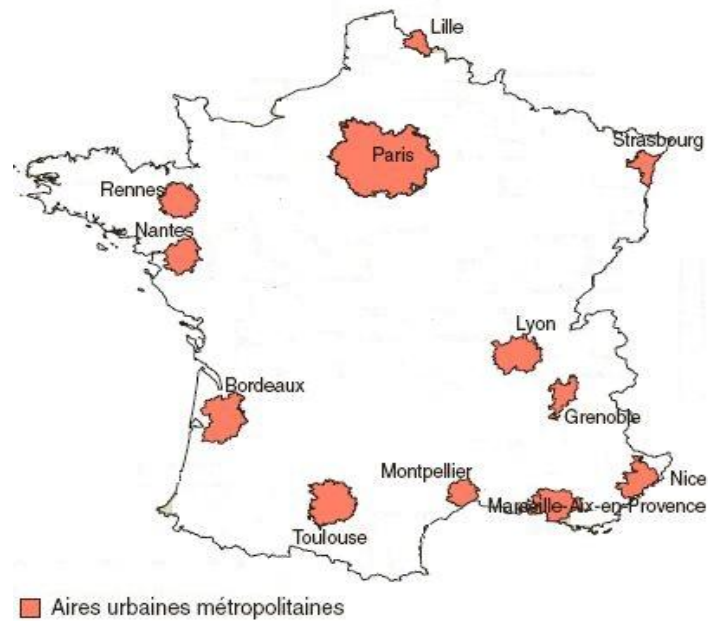 Lille
Strasbourg
Paris
Rennes
Nantes
Lyon
Bordeaux
Grenoble
Montpellier
Nice
Marseille-Aix-en-Provence
Toulouse
Aires urbaines métropolitaines